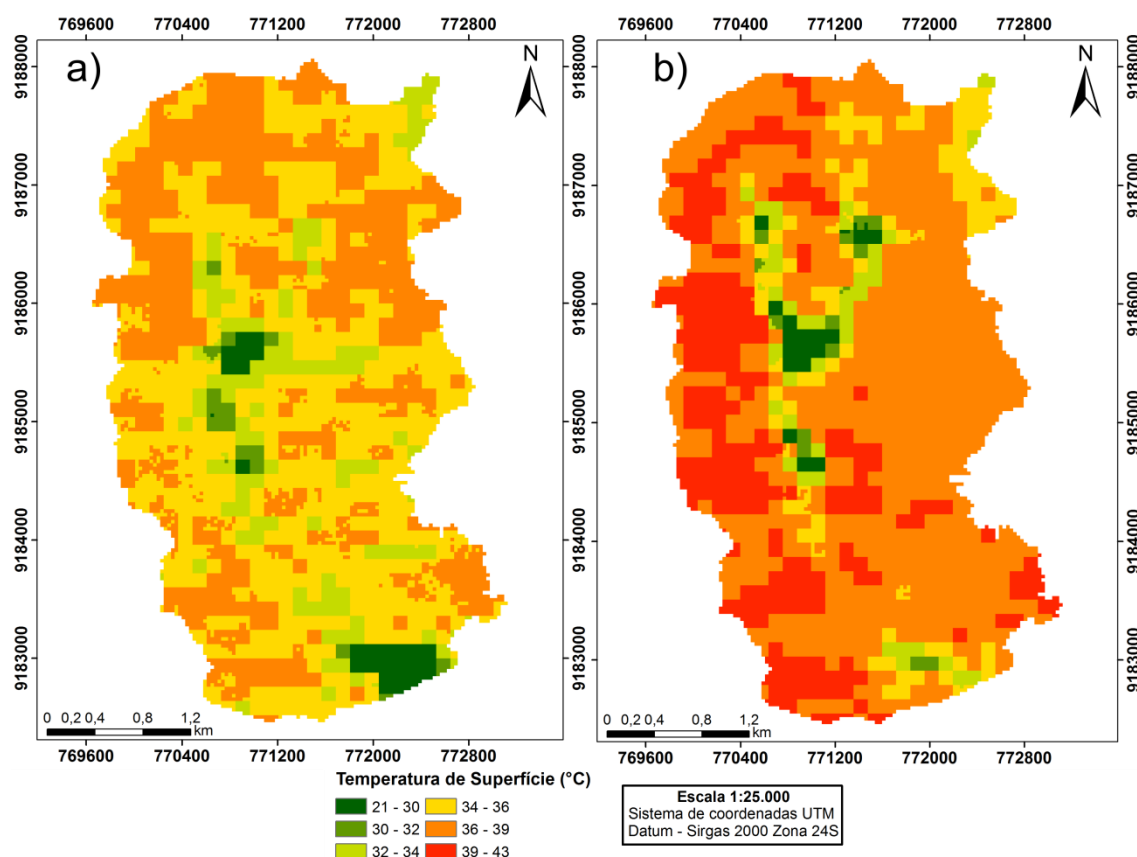 769600 770400 771200 772000 772800
769600 770400 771200 772000 772800
a)
N
b)
N
9188000
9187000
9186000
9185000
9184000
9183000
9188000
9187000
9186000
9185000
9184000
9183000
0 0,2 0,4 0,8 1,2
km
0 0,2 0,4 0,8 1,2
km
769600 770400 771200 772000 772800
769600 770400 771200 772000 772800
Temperatura de Superfície (°C)
21 - 30
30 - 32
32 - 34
34 - 36
36 - 39
39 - 43
Escala 1:25.000
Sistema de coordenadas UTM
Datum - Sirgas 2000 Zona 24S